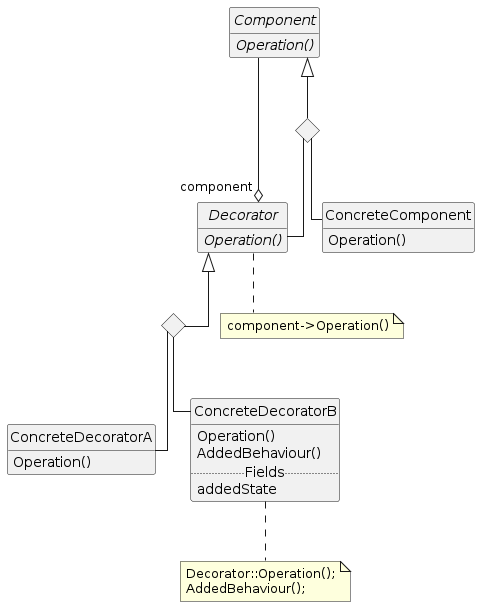 Component
Operation()
component
Decorator
Operation()
ConcreteComponent
Operation()
component->Operation()
ConcreteDecoratorA
Operation()
ConcreteDecoratorB
Operation()
AddedBehaviour()
Fields
addedState
Decorator::Operation();
AddedBehaviour();